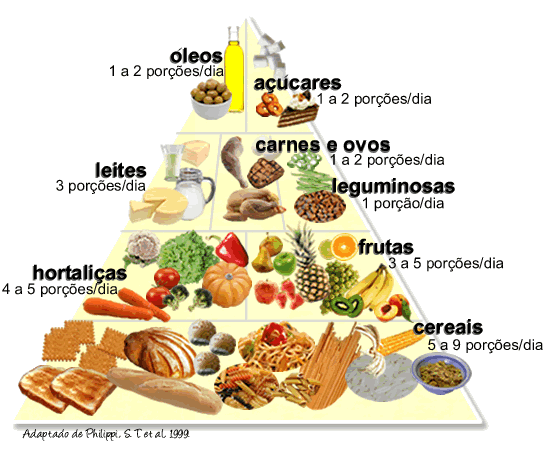 óleos
1 a 2 porções/dia
açúcares
1 a 2 porções/dia
carnes e ovos
1 a 2 porções/dia
leites
3 porções/dia
leguminosas
1 porção/dia
frutas
3 a 5 porções/dia
hortaliças
4 a 5 porções/dia
cereais
5 a 9 porções/dia
Adaptado de Philippi, S. T. et al, 1999.